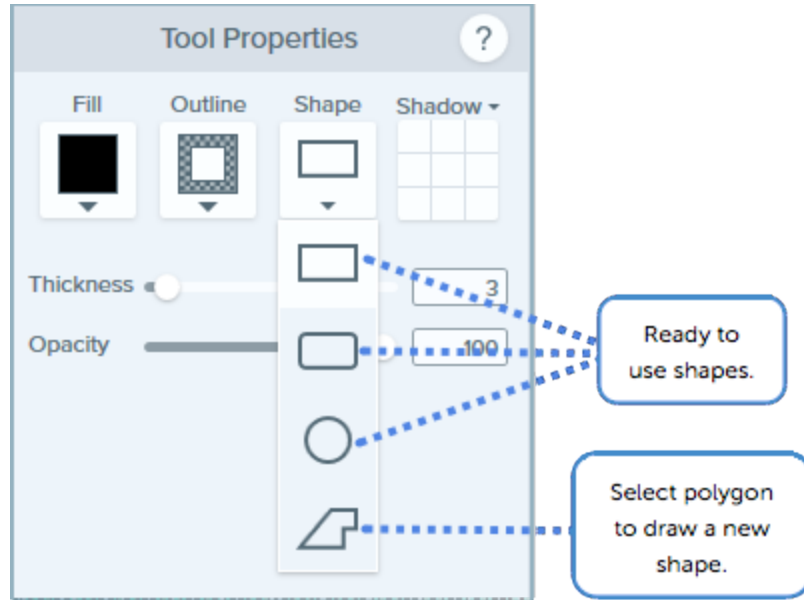 Tool Properties
?
Fill
Outline
Shape
Shadow
Thickness
3
Opacity
100
Ready to
use shapes.
Select polygon
to draw a new
shape.